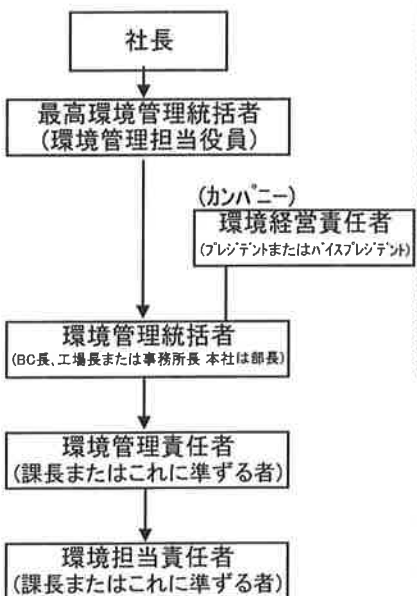 社長
最高環境管理統括者
(環境管理担当役員)
(カンパニー)
環境経営責任者
(プレジデントまたはバイスプレジデント)
環境管理統括者
(BC長、工場長または事務所長 本社は部長)
環境管理責任者
(課長またはこれに準ずる者)
環境担当責任者
(課長またはこれに準ずる者)